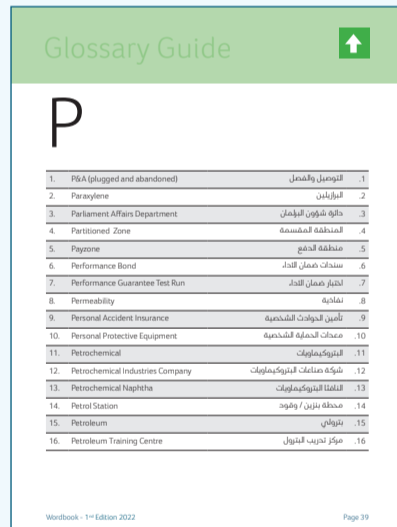 Glossary Guide
P
1. P&A (plugged and abandoned) التوصيل والفصل .1
2. Paraxylene البرازيلين .2
3. Parliament Affairs Department دائرة شؤون البرلمان .3
4. Partitioned Zone المنطقة المقسمة .4
5. Payzone منطقة الدفع .5
6. Performance Bond سندات ضمان الاداء .6
7. Performance Guarantee Test Run اختبار ضمان الاداء .7
8. Permeability نفاذية .8
9. Personal Accident Insurance تأمين الحوادث الشخصية .9
10. Personal Protective Equipment معدات الحماية الشخصية .10
11. Petrochemical البتروكيماويات .11
12. Petrochemical Industries Company شركة صناعات البتروكيماويات .12
13. Petrochemical Naphtha النافثا البتروكيماويات .13
14. Petrol Station محطة بنزين / وقود .14
15. Petroleum بترولي .15
16. Petroleum Training Centre مركز تدريب البترول .16
Wordbook - 1st Edition 2022 Page 39